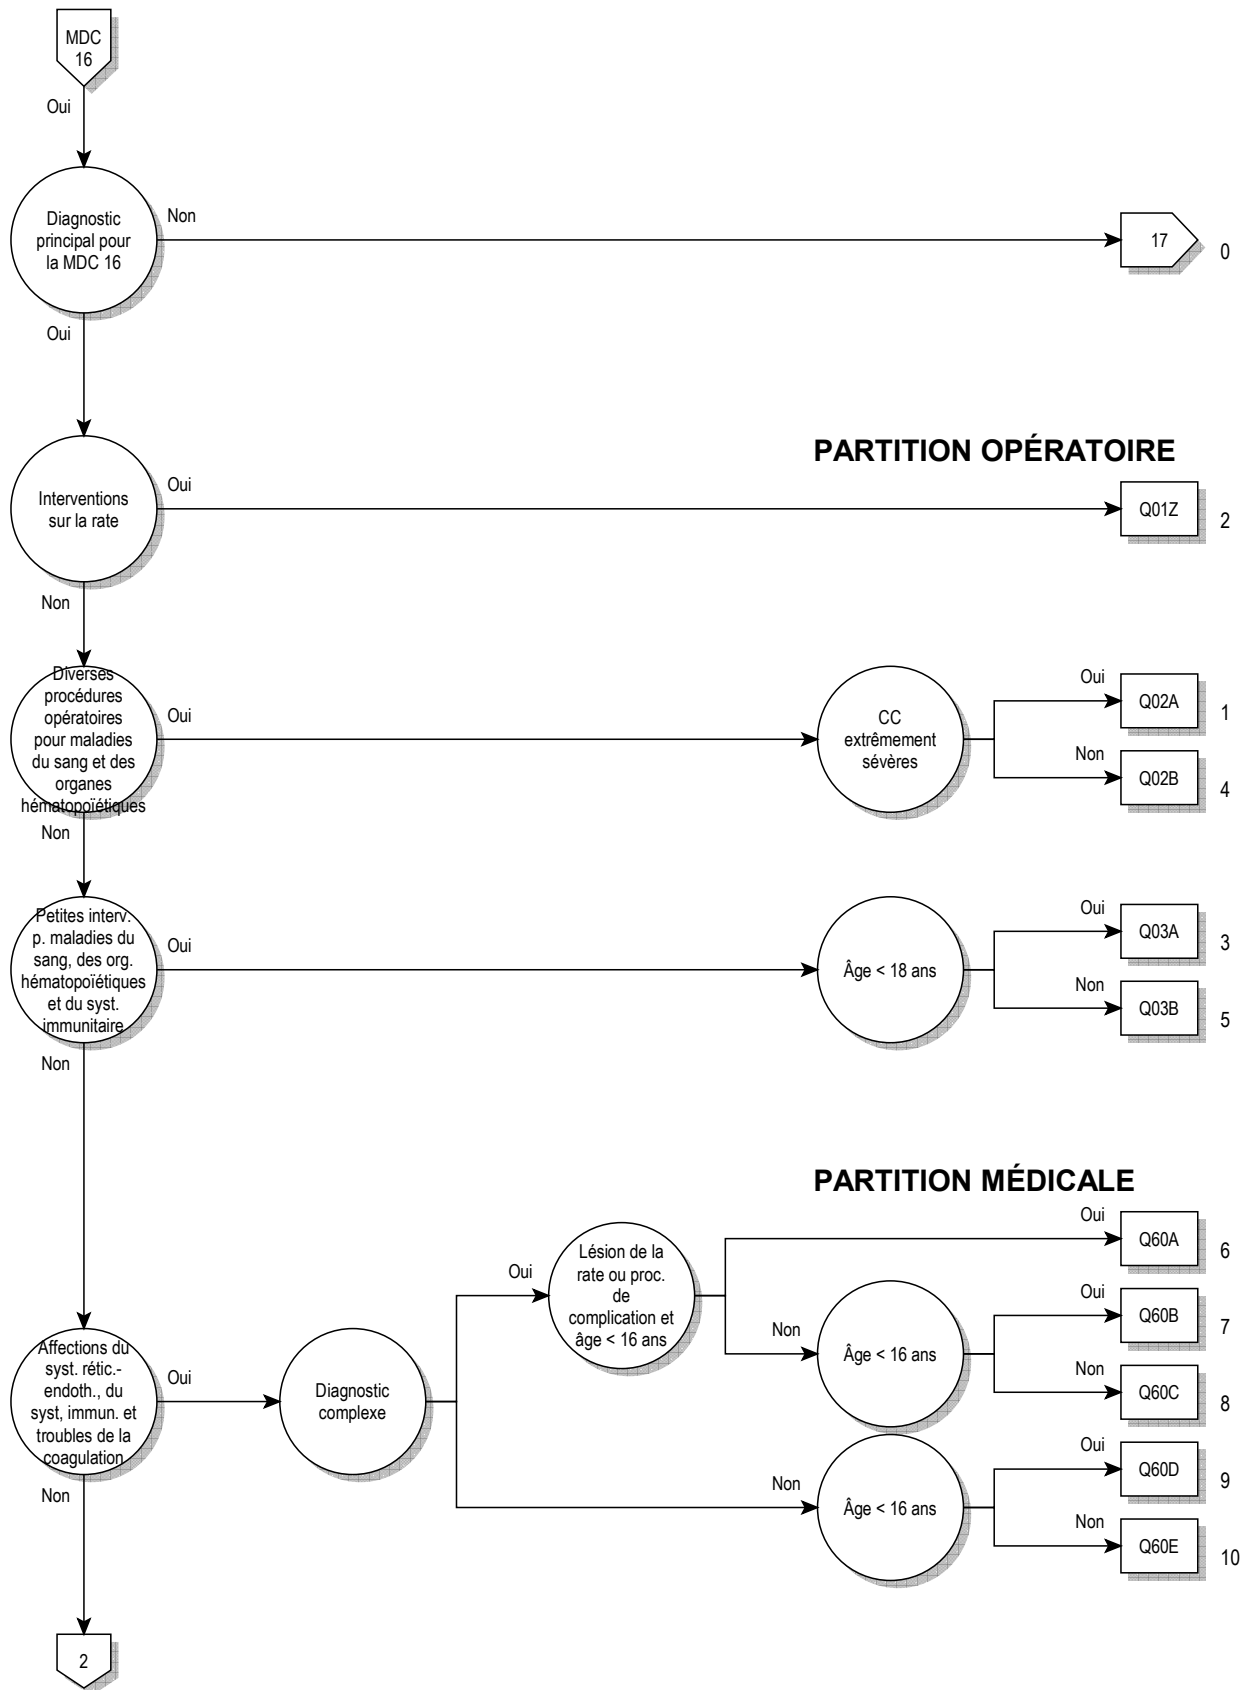 MDC
16
Oui
Diagnostic
principal pour
la MDC 16
Non
17
0
Oui
PARTITION OPÉRATOIRE
Interventions
sur la rate
Oui
Q01Z
2
Non
Diverses
procédures
opératoires
pour maladies
du sang et des
organes
hématopoïétiques
Oui
CC
extrêmement
sévères
Oui
Q02A
1
Non
Q02B
4
Non
Petites interv.
p. maladies du
sang, des org.
hématopoïétiques
et du syst.
immunitaire
Oui
Âge < 18 ans
Oui
Q03A
3
Non
Q03B
5
Non
PARTITION MÉDICALE
Affections du
syst. rétic.-
endoth., du
syst, immun. et
troubles de la
coagulation
Oui
Diagnostic
complexe
Oui
Lésion de la
rate ou proc.
de
complication et
âge < 16 ans
Oui
Q60A
6
Non
Âge < 16 ans
Oui
Q60B
7
Non
Q60C
8
Non
Âge < 16 ans
Oui
Q60D
9
Non
Q60E
10
Non
2